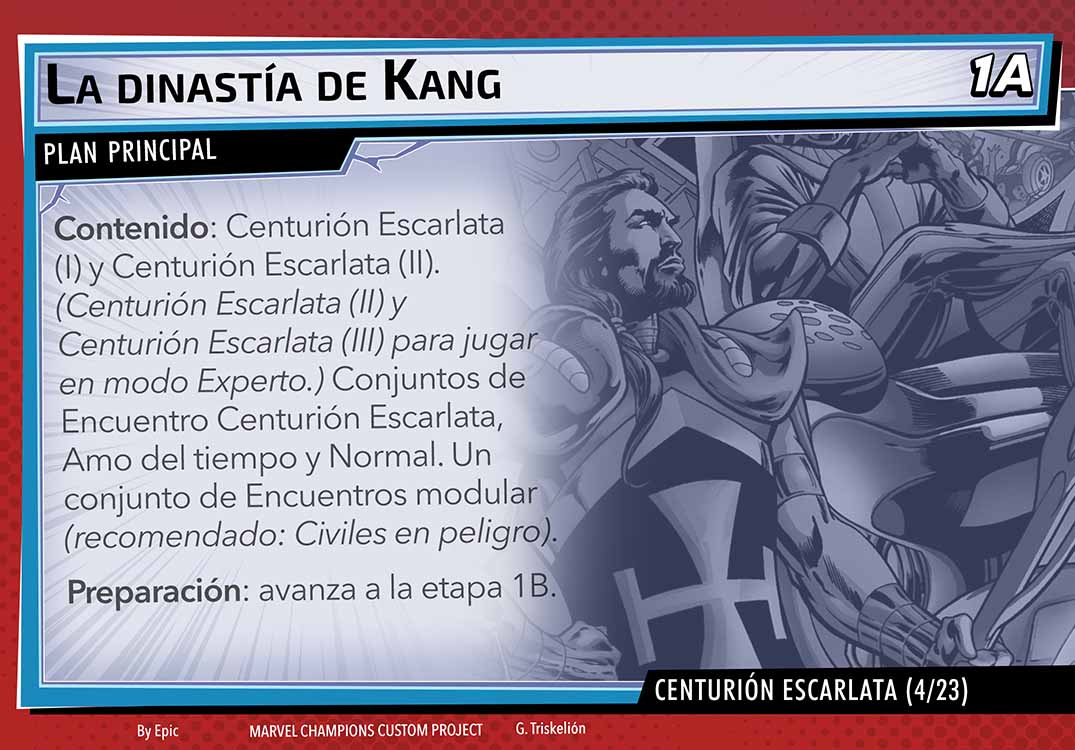 La dinastía de Kang
1A
PLAN PRINCIPAL
Contenido: Centurión Escarlata
(I) y Centurión Escarlata (II).
(Centurión Escarlata (II) y
Centurión Escarlata (III) para jugar
en modo Experto.) Conjuntos de
Encuentro Centurión Escarlata,
Amo del tiempo y Normal. Un
conjunto de Encuentros modular
(recomendado: Civiles en peligro).
Preparación: avanza a la etapa 1B.
CENTURIÓN ESCARLATA (4/23)
By Epic MARVEL CHAMPIONS CUSTOM PROJECT G. Triskelión